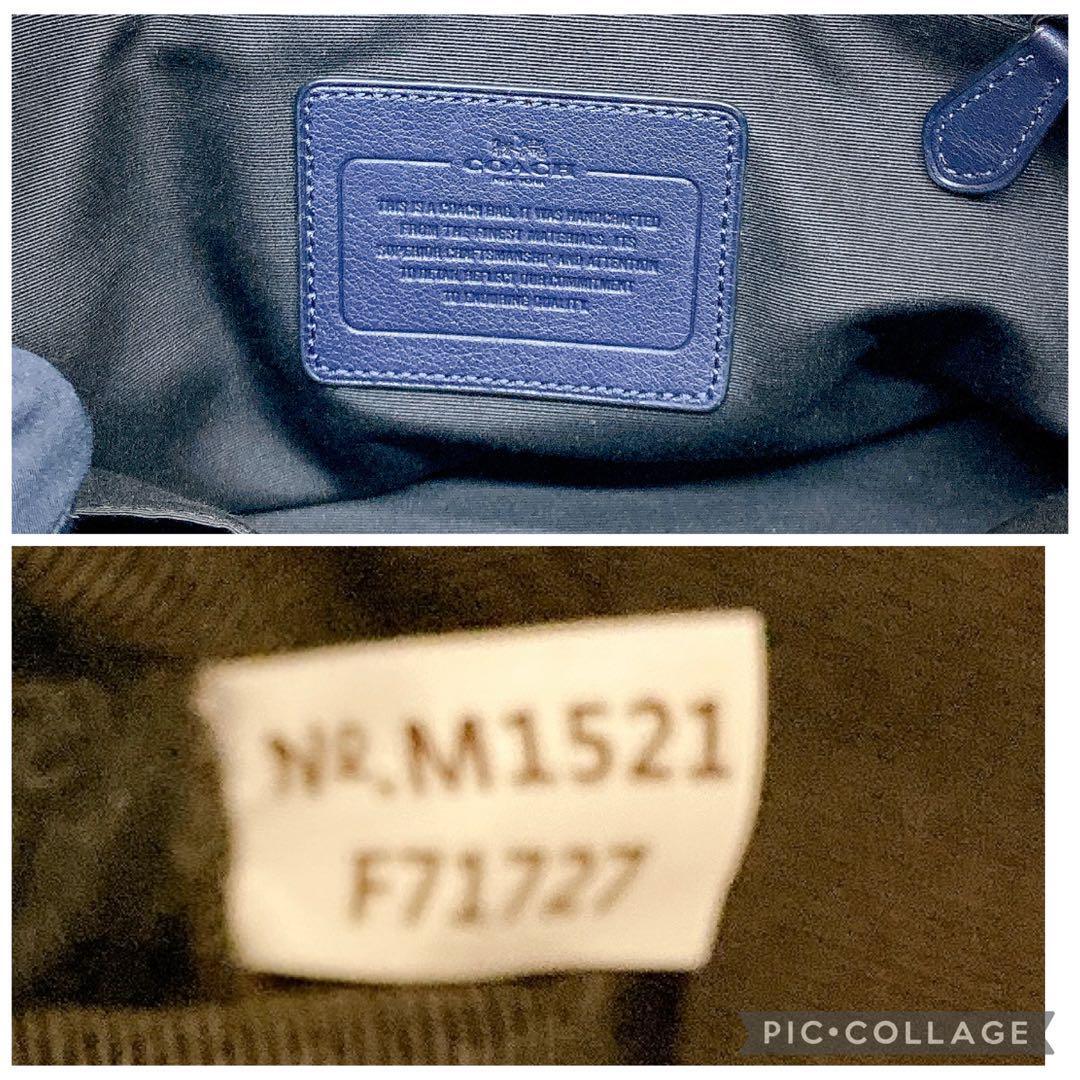 COACH
NEW YORK
THIS IS A COACH BAG. IT WAS HANDCRAFTED
FROM THE FINEST MATERIALS. ITS
SUPERIOR CRAFTSMANSHIP AND ATTENTION
TO DETAIL REFLECT OUR COMMITMENT
TO ENDURING QUALITY.
Nº.M1521
F71727
PIC•COLLAGE